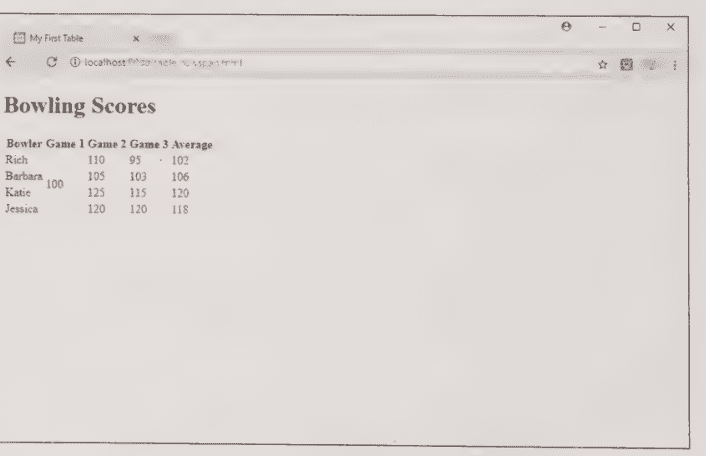 My First Table
localhost
Bowling Scores
Bowler Game 1 Game 2 Game 3 Average
Rich 110 95 102
Barbara 105 103 106
100
Katie 125 115 120
Jessica 120 120 118